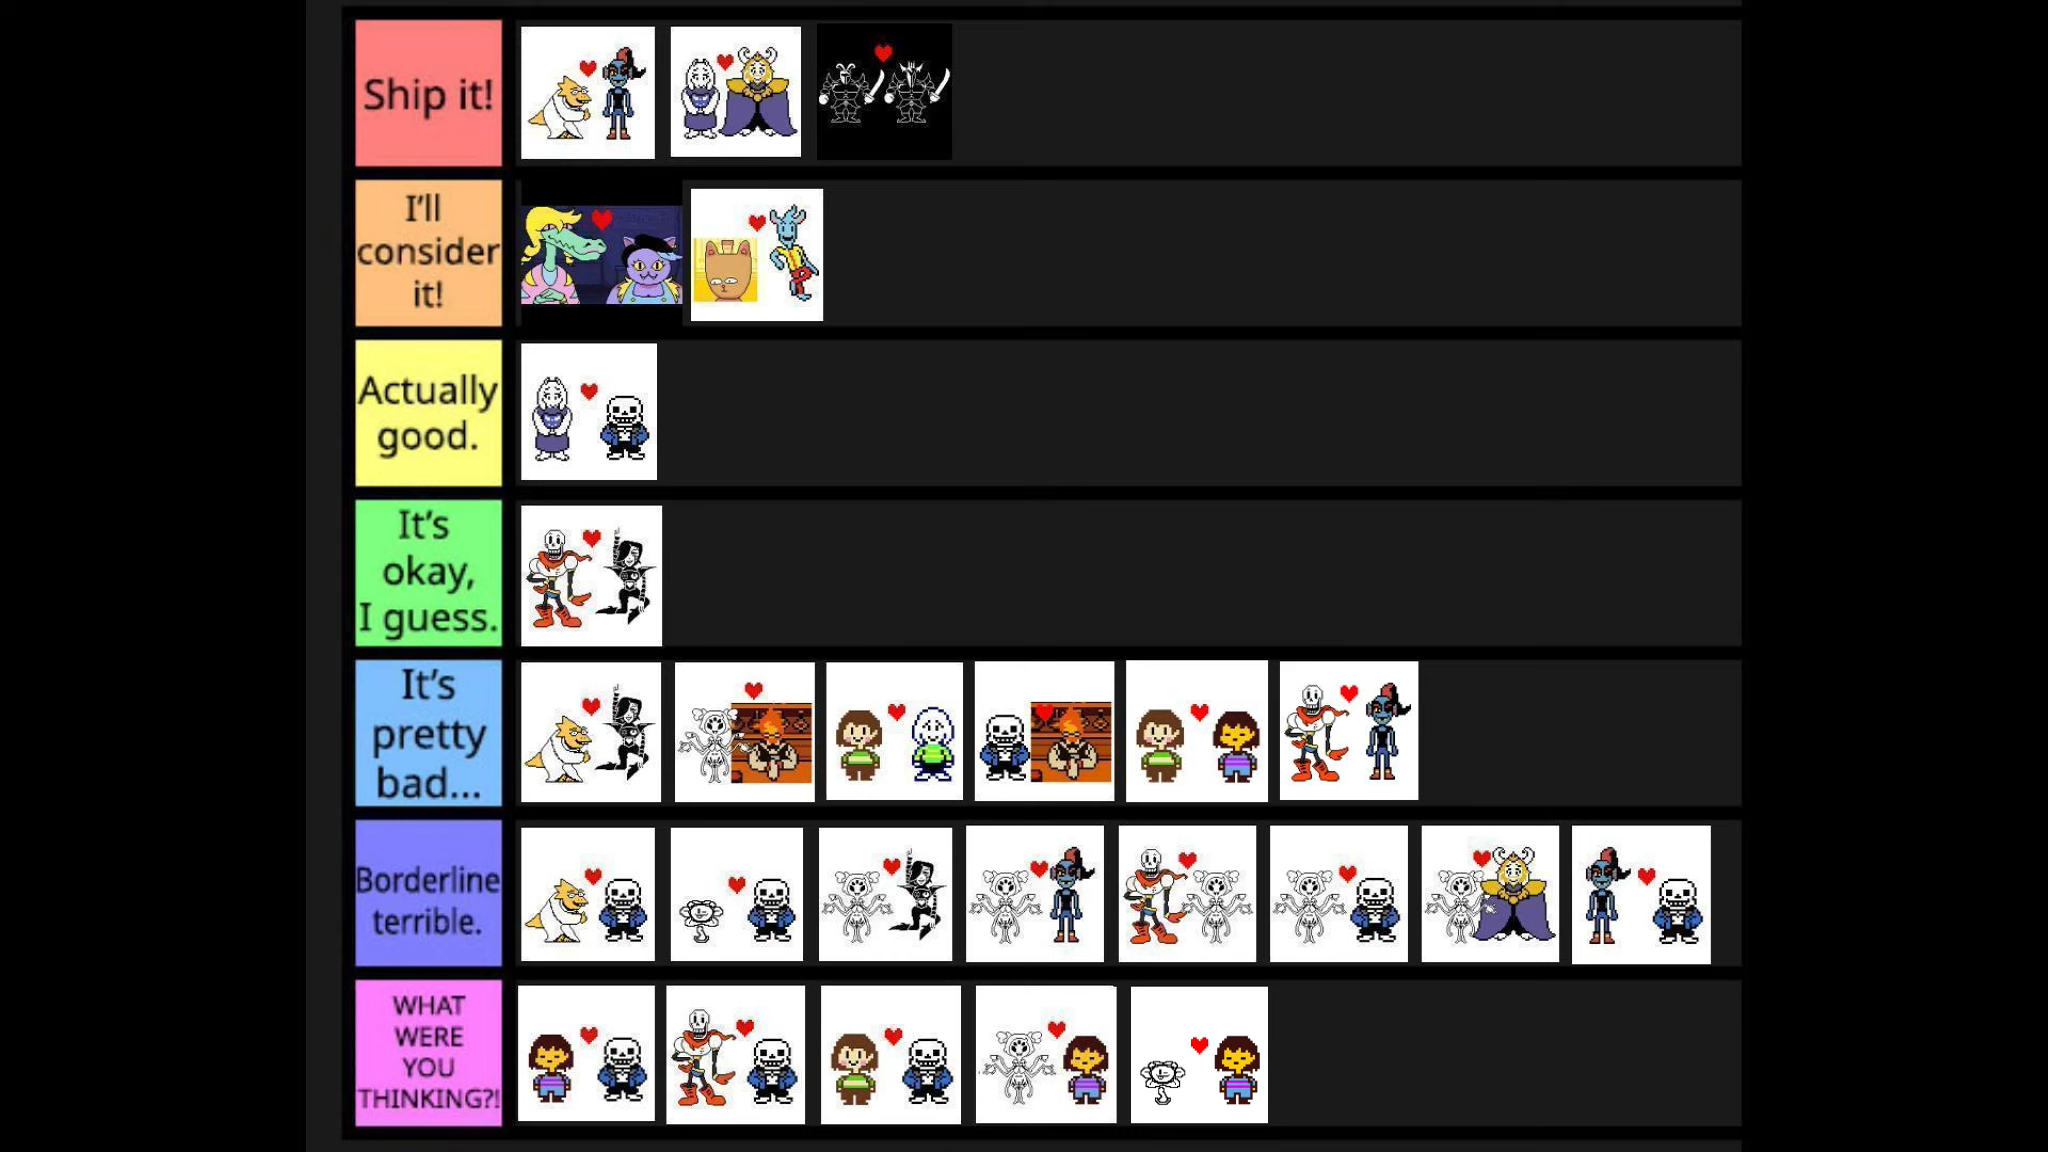 Ship it!
I’ll
consider
it!
Actually
good.
It’s
okay,
I guess.
It’s
pretty
bad...
Borderline
terrible.
WHAT
WERE
YOU
THINKING?!